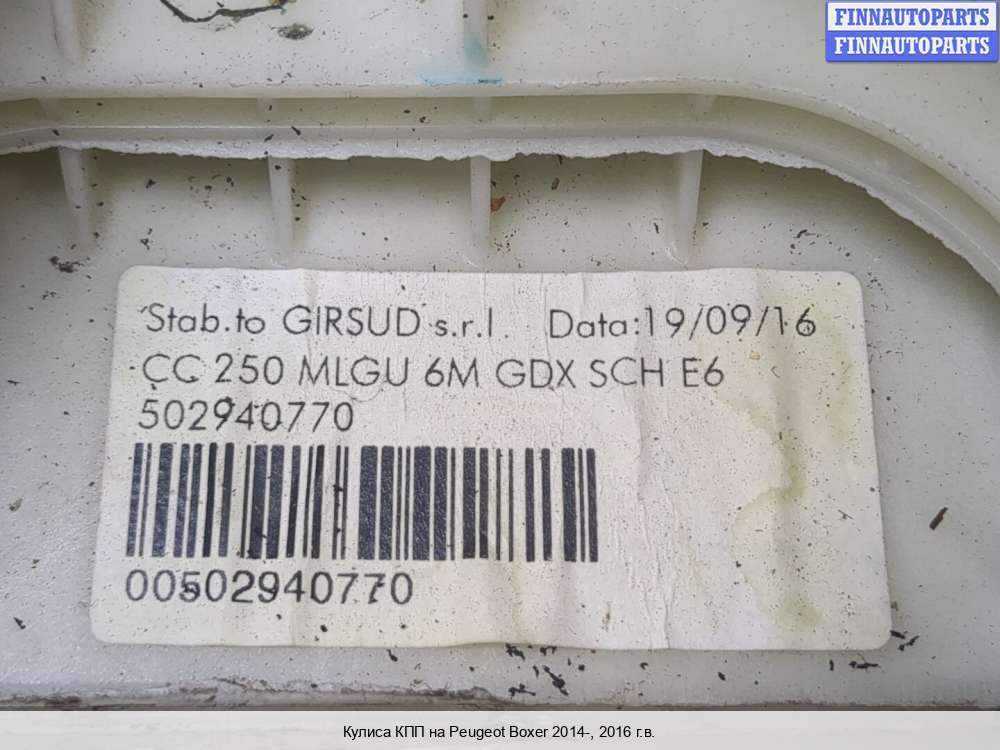 FINNAUTOPARTS
FINNAUTOPARTS
Stab.to GIRSUD s.r.l. Data:19/09/16
CC 250 MLGU 6M GDX SCH E6
502940770
00502940770
Кулиса КПП на Peugeot Boxer 2014-, 2016 г.в.